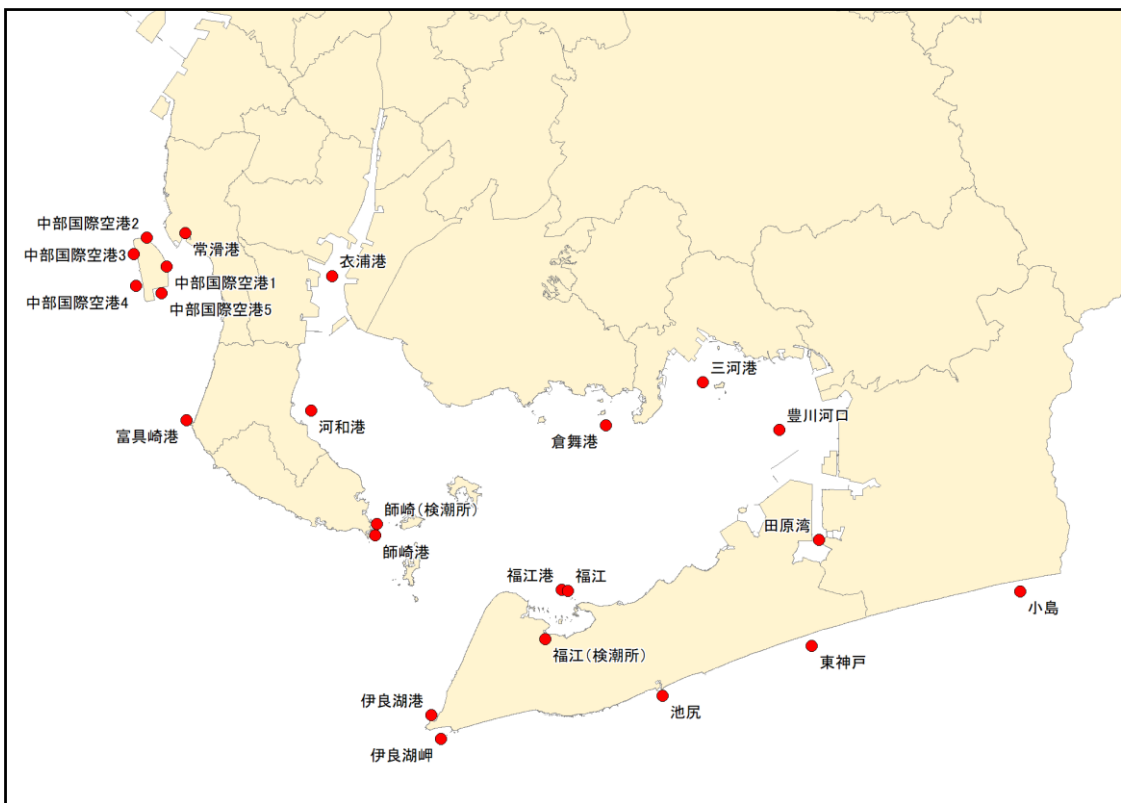 中部国際空港2
常滑港
中部国際空港3
衣浦港
中部国際空港1
中部国際空港4
中部国際空港5
三河港
豊川河口
河和港
富具崎港
倉舞港
師崎(検潮所)
田原湾
師崎港
福江港
福江
小島
福江(検潮所)
東神戸
池尻
伊良湖港
伊良湖岬